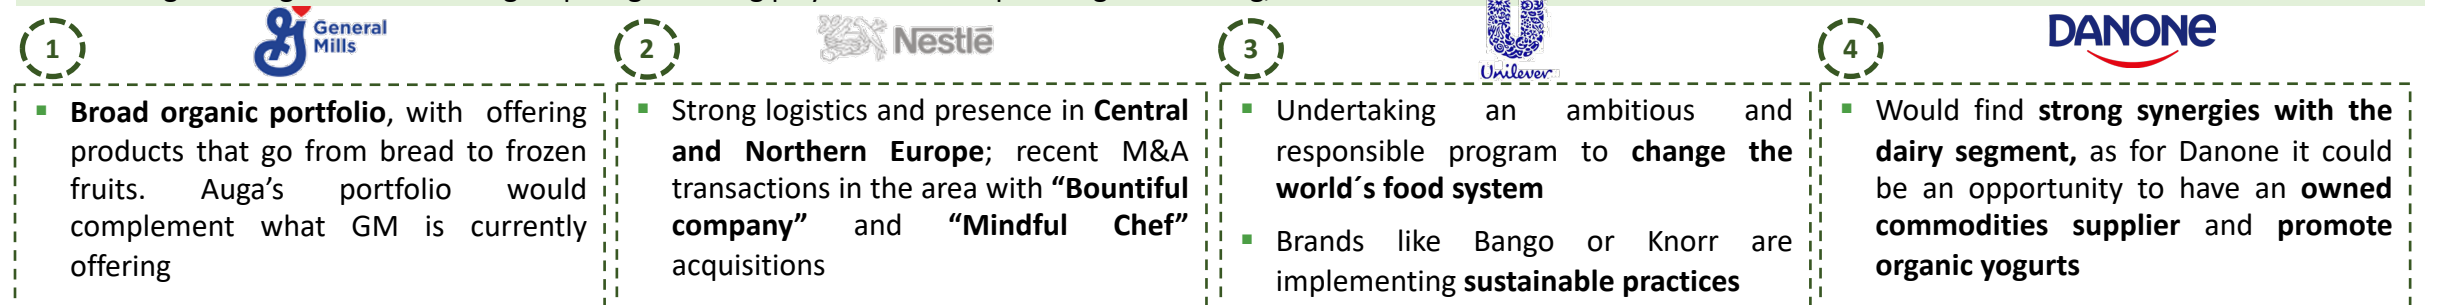 1
General
Mills
Broad organic portfolio, with offering
products that go from bread to frozen
fruits. Auga’s portfolio would
complement what GM is currently
offering
2
Nestlé
Strong logistics and presence in Central
and Northern Europe; recent M&A
transactions in the area with “Bountiful
company” and “Mindful Chef”
acquisitions
3
Unilever
Undertaking an ambitious and
responsible program to change the
world´s food system
Brands like Bango or Knorr are
implementing sustainable practices
4
DANONE
Would find strong synergies with the
dairy segment, as for Danone it could
be an opportunity to have an owned
commodities supplier and promote
organic yogurts